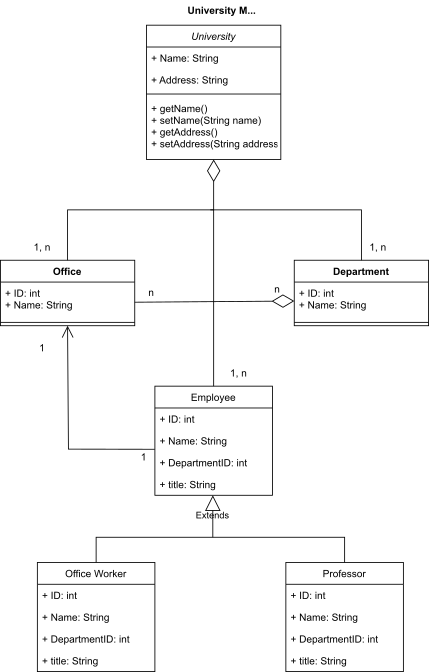 University M...
University
+ Name: String
+ Address: String
+ getName()
+ setName(String name)
+ getAddress()
+ setAddress(String address
1, n
1, n
Office
+ ID: int
+ Name: String
n
n
Department
+ ID: int
+ Name: String
1
1, n
Employee
+ ID: int
+ Name: String
+ DepartmentID: int
+ title: String
1
Extends
Office Worker
+ ID: int
+ Name: String
+ DepartmentID: int
+ title: String
Professor
+ ID: int
+ Name: String
+ DepartmentID: int
+ title: String